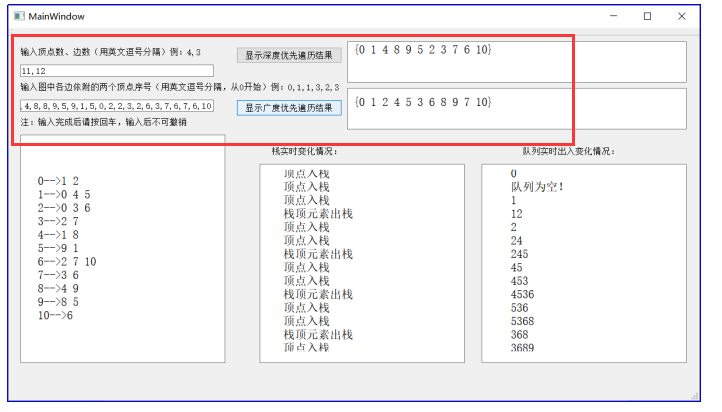 MainWindow
输入顶点数、边数（用英文逗号分隔）例：4,3
11,12
输入图中各边依附的两个顶点序号（用英文逗号分隔，从0开始）例：0,1,1,3,2,3
4,8,8,9,5,9,1,5,0,2,2,3,2,6,3,7,6,7,6,10
注：输入完成后请按回车，输入后不可撤销
显示深度优先遍历结果
{0 1 4 8 9 5 2 3 7 6 10}
显示广度优先遍历结果
{0 1 2 4 5 3 6 8 9 7 10}
0-->1 2
1-->0 4 5
2-->0 3 6
3-->2 7
4-->1 8
5-->9 1
6-->2 7 10
7-->3 6
8-->4 9
9-->8 5
10-->6
栈实时变化情况：
顶点入栈
顶点入栈
顶点入栈
栈顶元素出栈
顶点入栈
顶点入栈
栈顶元素出栈
顶点入栈
顶点入栈
栈顶元素出栈
顶点入栈
顶点入栈
栈顶元素出栈
顶点入栈
队列实时出入变化情况：
0
队列为空！
1
12
2
24
245
45
453
4536
536
5368
368
3689